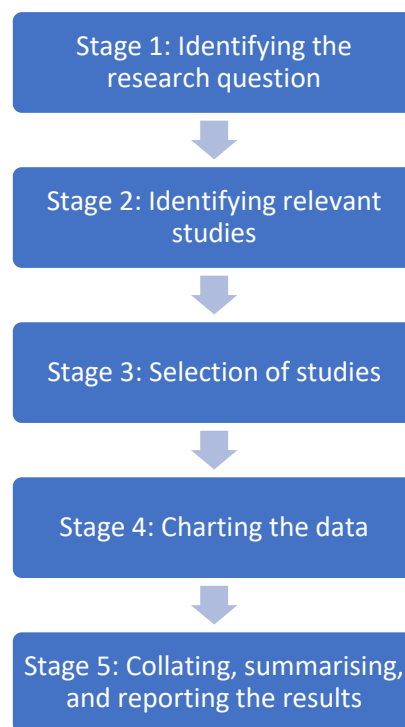 Stage 1: Identifying the
research question
Stage 2: Identifying relevant
studies
Stage 3: Selection of studies
Stage 4: Charting the data
Stage 5: Collating, summarising,
and reporting the results